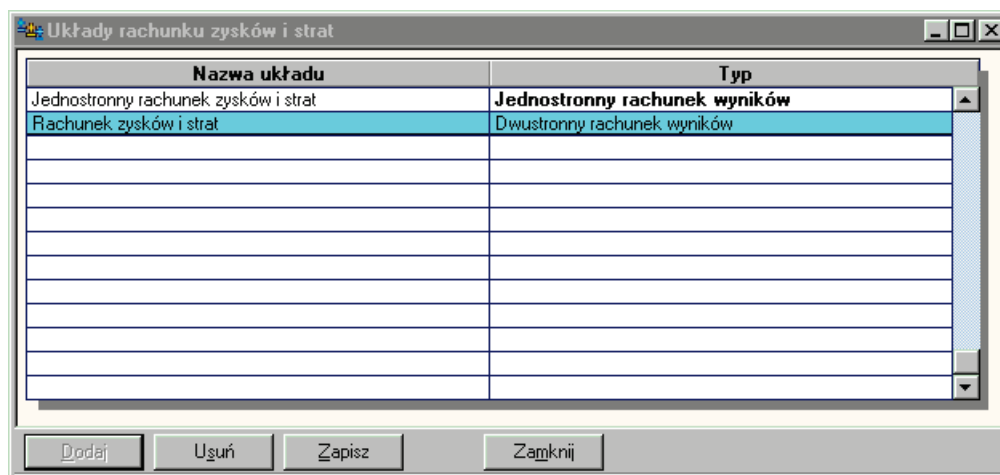 Układy rachunku zysków i strat
Nazwa układu Typ
Jednostronny rachunek zysków i strat Jednostronny rachunek wyników
Rachunek zysków i strat Dwustronny rachunek wyników
Dodaj Usuń Zapisz Zamknij